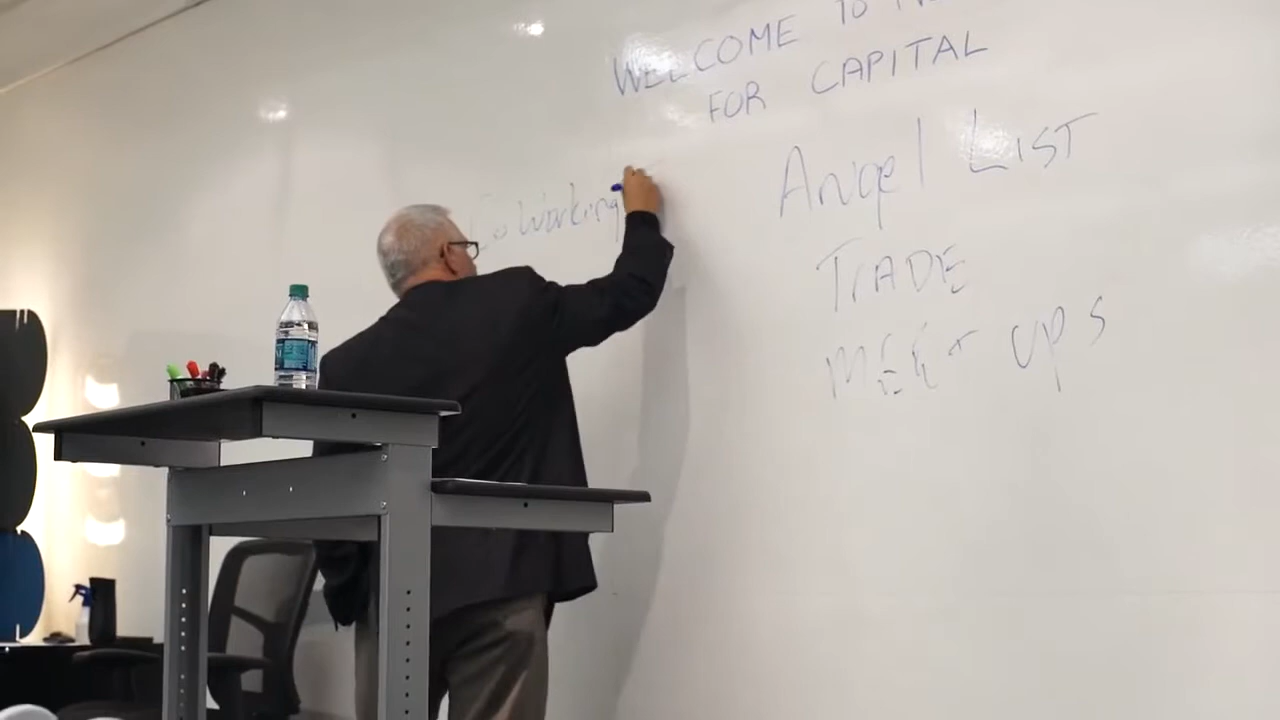 WELCOME TO
FOR CAPITAL
Angel LIST
Co Working
TRADE
MEET UPS